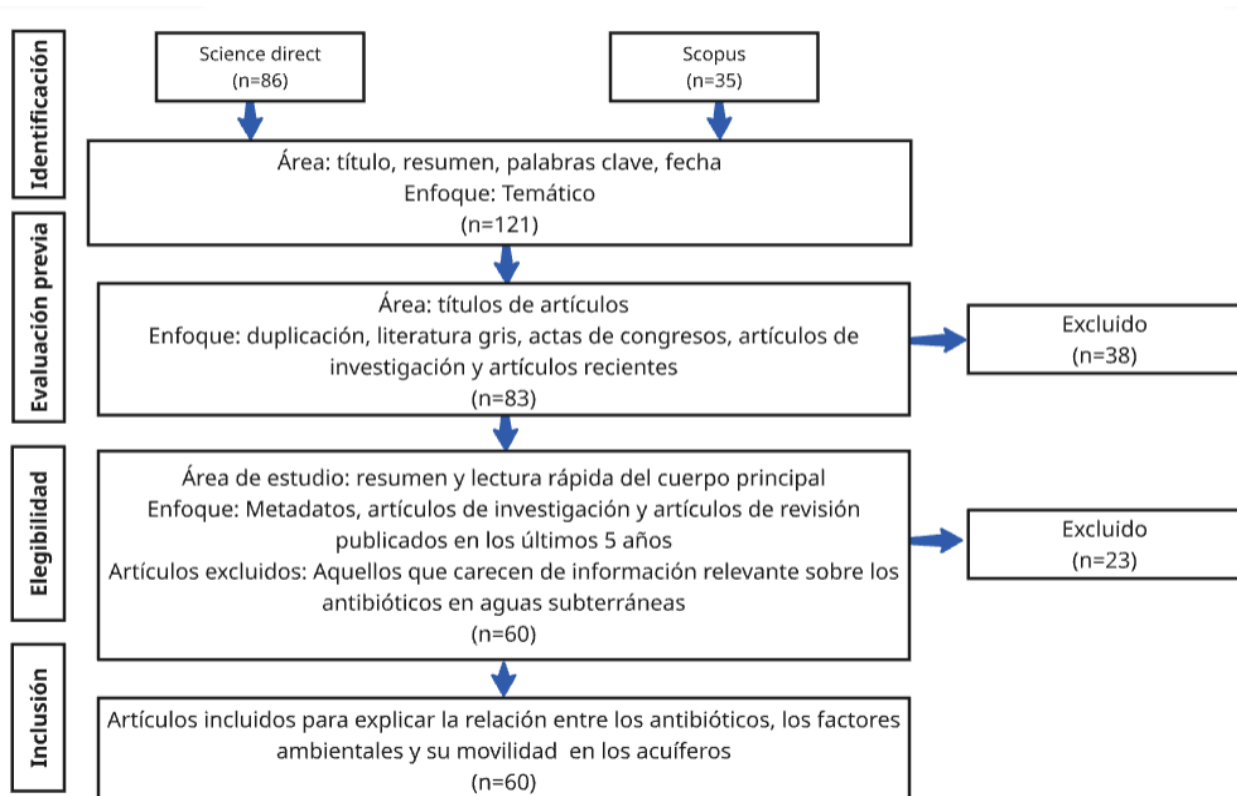 Identificación
Science direct
(n=86)
Scopus
(n=35)
Área: título, resumen, palabras clave, fecha
Enfoque: Temático
(n=121)
Evaluación previa
Área: títulos de artículos
Enfoque: duplicación, literatura gris, actas de congresos, artículos de
investigación y artículos recientes
(n=83)
Excluido
(n=38)
Elegibilidad
Área de estudio: resumen y lectura rápida del cuerpo principal
Enfoque: Metadatos, artículos de investigación y artículos de revisión
publicados en los últimos 5 años
Artículos excluidos: Aquellos que carecen de información relevante sobre los
antibióticos en aguas subterráneas
(n=60)
Excluido
(n=23)
Inclusión
Artículos incluidos para explicar la relación entre los antibióticos, los factores
ambientales y su movilidad en los acuíferos
(n=60)